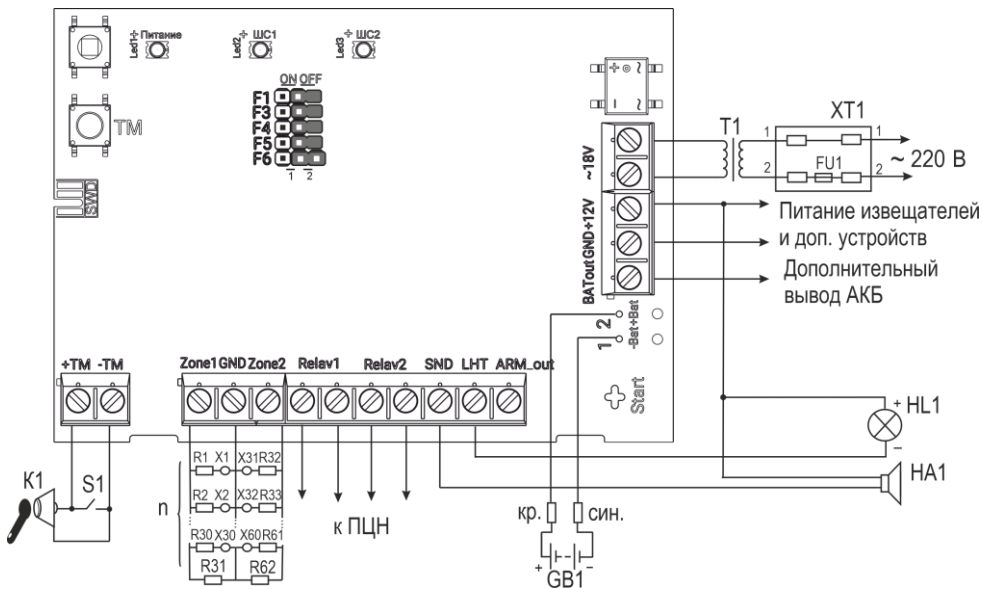 Led1 + Питание
Led2 + ШС1
Led3 + ШС2
ON OFF
F1
F3
F4
F5
F6
1 2
TM
SWD
+ ~
- ~
~18V
+12V
GND
BATout
T1
XT1
1 1
FU1
2 2
~ 220 В
Питание извещателей
и доп. устройств
Дополнительный
вывод АКБ
2 +Bat
1 -Bat
Start
+TM -TM
Zone1 GND Zone2 Relav1 Relav2 SND LHT ARM_out
+ HL1
-
HA1
K1
S1
n
R1 X1 X31 R32
R2 X2 X32 R33
R30 X30 X60 R61
R31 R62
к ПЦН
кр. син.
+ -
GB1